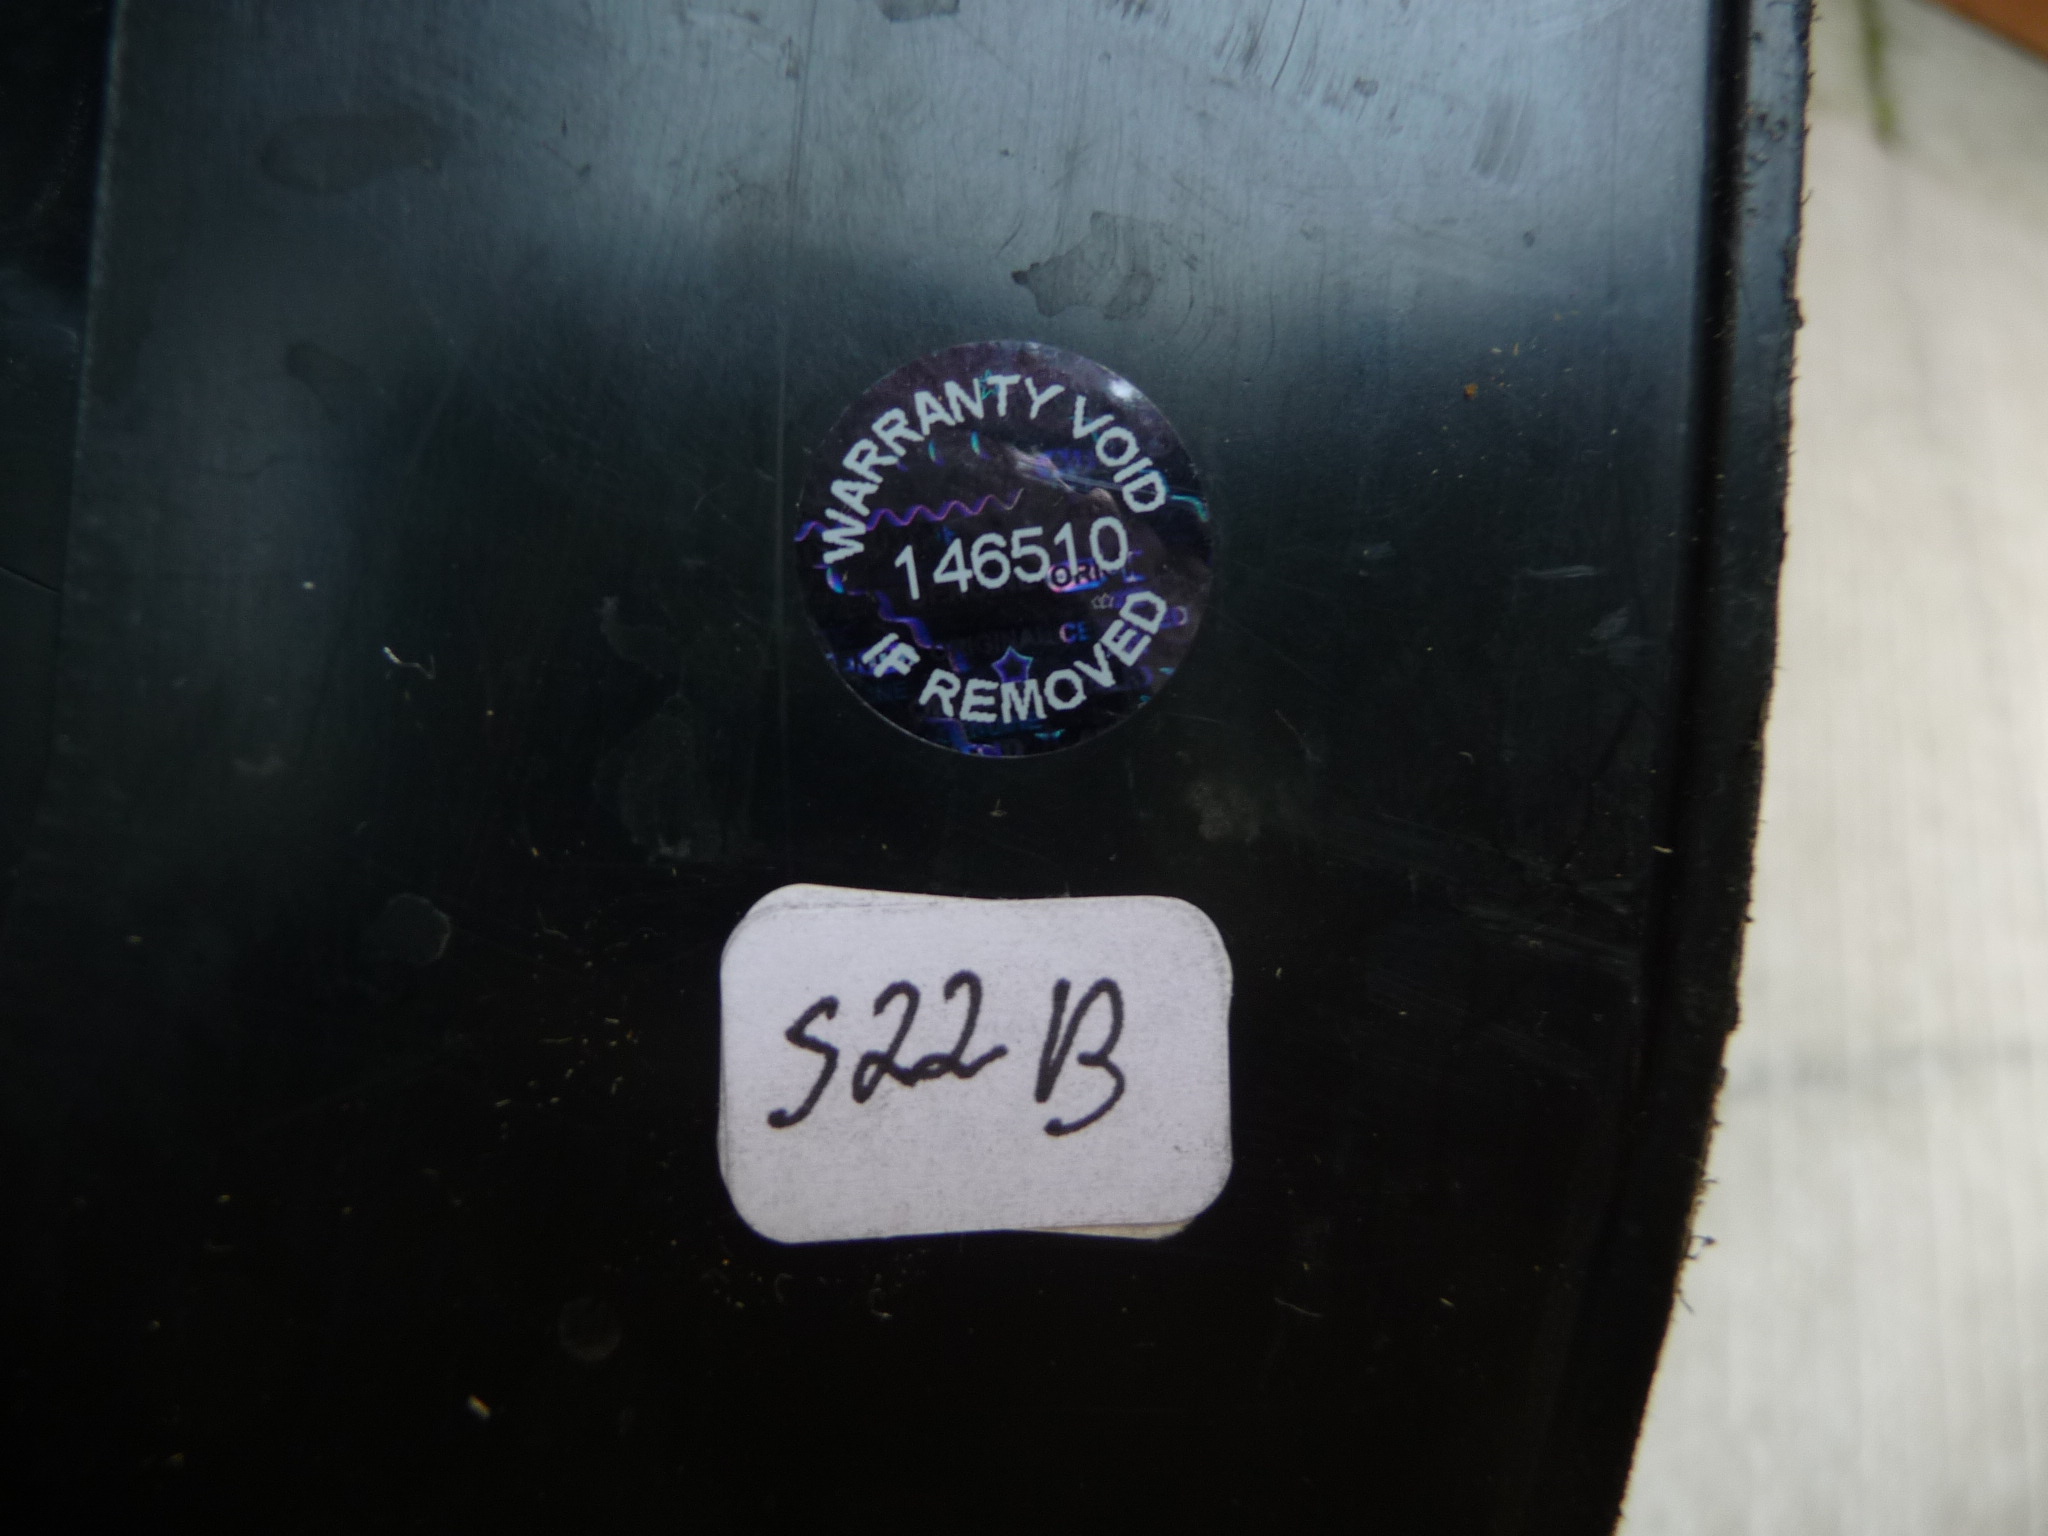 WARRANTY VOID
146510
IF REMOVED
S22 B